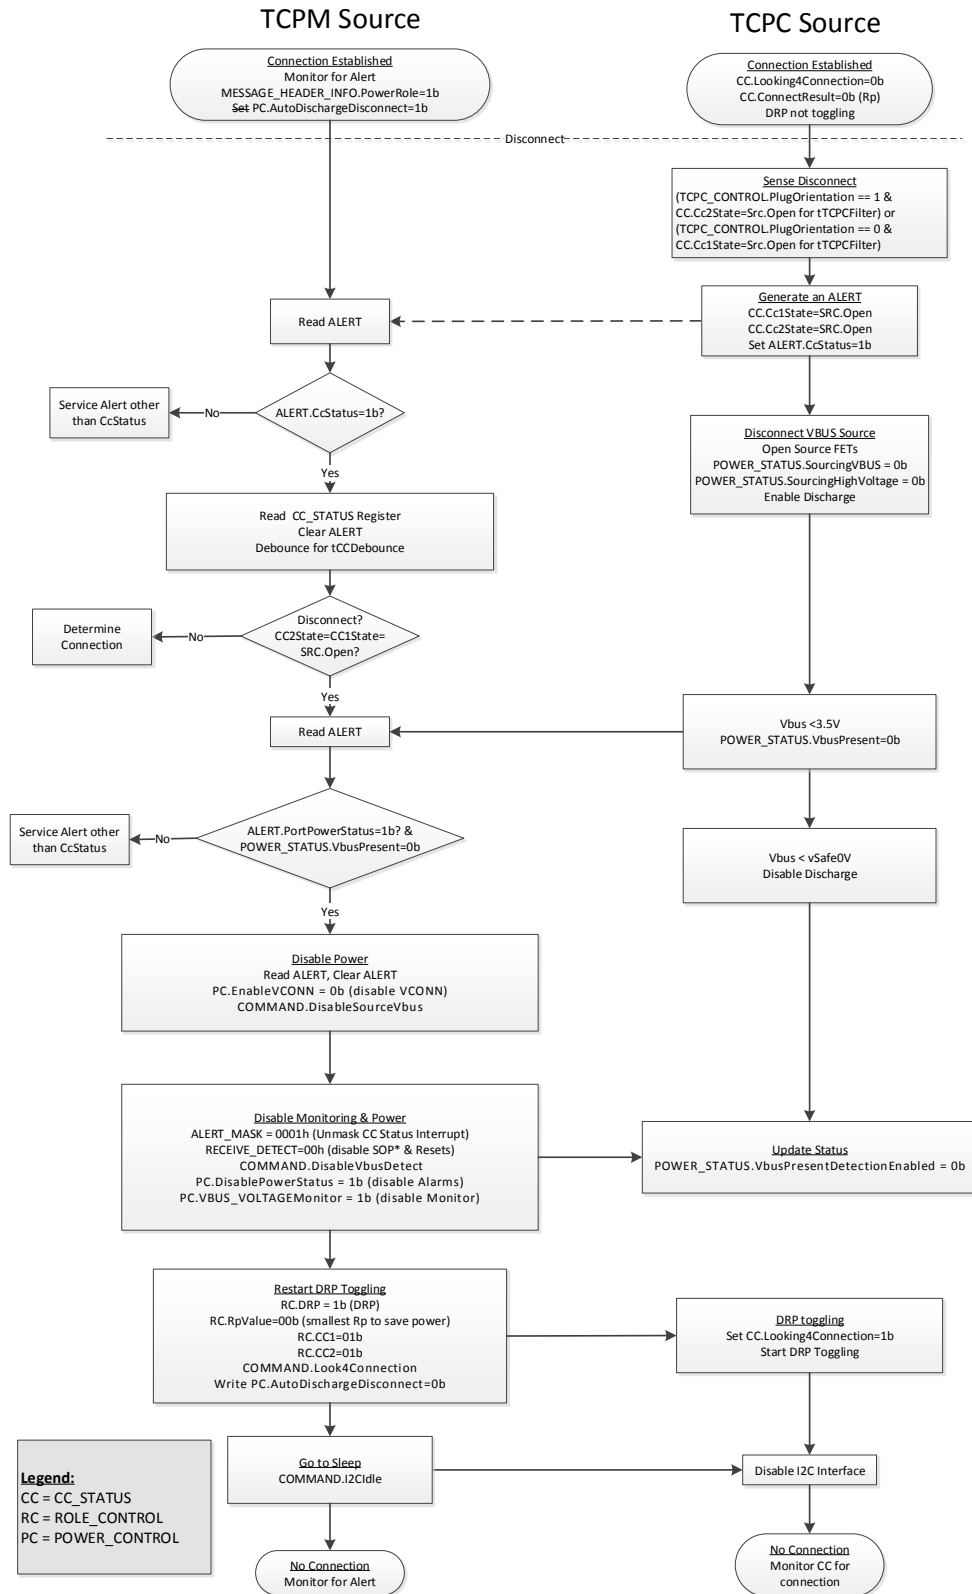 TCPM Source
TCPC Source
Connection Established
Monitor for Alert
MESSAGE_HEADER_INFO.PowerRole=1b
Set PC.AutoDischargeDisconnect=1b
Connection Established
CC.Looking4Connection=0b
CC.ConnectResult=0b (Rp)
DRP not toggling
Disconnect
Sense Disconnect
(TCPC_CONTROL.PlugOrientation == 1 &
CC.Cc2State=Src.Open for tTCPCFilter) or
(TCPC_CONTROL.PlugOrientation == 0 &
CC.Cc1State=Src.Open for tTCPCFilter)
Read ALERT
Generate an ALERT
CC.Cc1State=SRC.Open
CC.Cc2State=SRC.Open
Set ALERT.CcStatus=1b
Service Alert other
than CcStatus
No
ALERT.CcStatus=1b?
Yes
Disconnect VBUS Source
Open Source FETs
POWER_STATUS.SourcingVBUS = 0b
POWER_STATUS.SourcingHighVoltage = 0b
Enable Discharge
Read CC_STATUS Register
Clear ALERT
Debounce for tCCDebounce
Determine
Connection
No
Disconnect?
CC2State=CC1State=
SRC.Open?
Yes
Read ALERT
Vbus <3.5V
POWER_STATUS.VbusPresent=0b
Service Alert other
than CcStatus
No
ALERT.PortPowerStatus=1b? &
POWER_STATUS.VbusPresent=0b
Yes
Vbus < vSafe0V
Disable Discharge
Disable Power
Read ALERT, Clear ALERT
PC.EnableVCONN = 0b (disable VCONN)
COMMAND.DisableSourceVbus
Disable Monitoring & Power
ALERT_MASK = 0001h (Unmask CC Status Interrupt)
RECEIVE_DETECT=00h (disable SOP* & Resets)
COMMAND.DisableVbusDetect
PC.DisablePowerStatus = 1b (disable Alarms)
PC.VBUS_VOLTAGEMonitor = 1b (disable Monitor)
Update Status
POWER_STATUS.VbusPresentDetectionEnabled = 0b
Restart DRP Toggling
RC.DRP = 1b (DRP)
RC.RpValue=00b (smallest Rp to save power)
RC.CC1=01b
RC.CC2=01b
COMMAND.Look4Connection
Write PC.AutoDischargeDisconnect=0b
DRP toggling
Set CC.Looking4Connection=1b
Start DRP Toggling
Go to Sleep
COMMAND.I2CIdle
Disable I2C Interface
Legend:
CC = CC_STATUS
RC = ROLE_CONTROL
PC = POWER_CONTROL
No Connection
Monitor for Alert
No Connection
Monitor CC for
connection